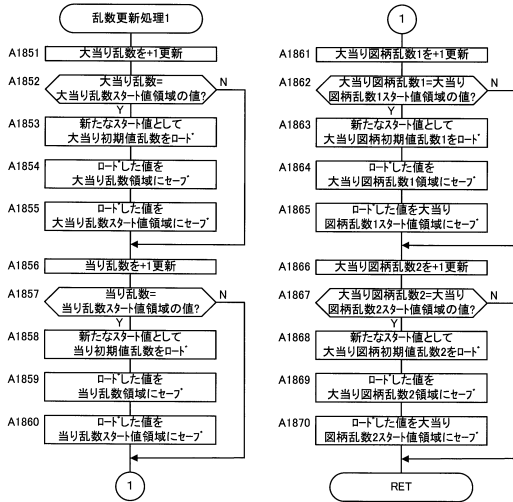 乱数更新処理1
A1851
大当り乱数を+1更新
A1852
大当り乱数=
大当り乱数スタート値領域の値?
N
Y
A1853
新たなスタート値として
大当り初期値乱数をロード
A1854
ロードした値を
大当り乱数領域にセーブ
A1855
ロードした値を
大当り乱数スタート値領域にセーブ
A1856
当り乱数を+1更新
A1857
当り乱数=
当り乱数スタート値領域の値?
N
Y
A1858
新たなスタート値として
当り初期値乱数をロード
A1859
ロードした値を
当り乱数領域にセーブ
A1860
ロードした値を
当り乱数スタート値領域にセーブ
1
1
A1861
大当り図柄乱数1を+1更新
A1862
大当り図柄乱数1=大当り
図柄乱数1スタート値領域の値?
N
Y
A1863
新たなスタート値として
大当り図柄初期値乱数1をロード
A1864
ロードした値を
大当り図柄乱数1領域にセーブ
A1865
ロードした値を大当り
図柄乱数1スタート値領域にセーブ
A1866
大当り図柄乱数2を+1更新
A1867
大当り図柄乱数2=大当り
図柄乱数2スタート値領域の値?
N
Y
A1868
新たなスタート値として
大当り図柄初期値乱数2をロード
A1869
ロードした値を
大当り図柄乱数2領域にセーブ
A1870
ロードした値を大当り
図柄乱数2スタート値領域にセーブ
RET